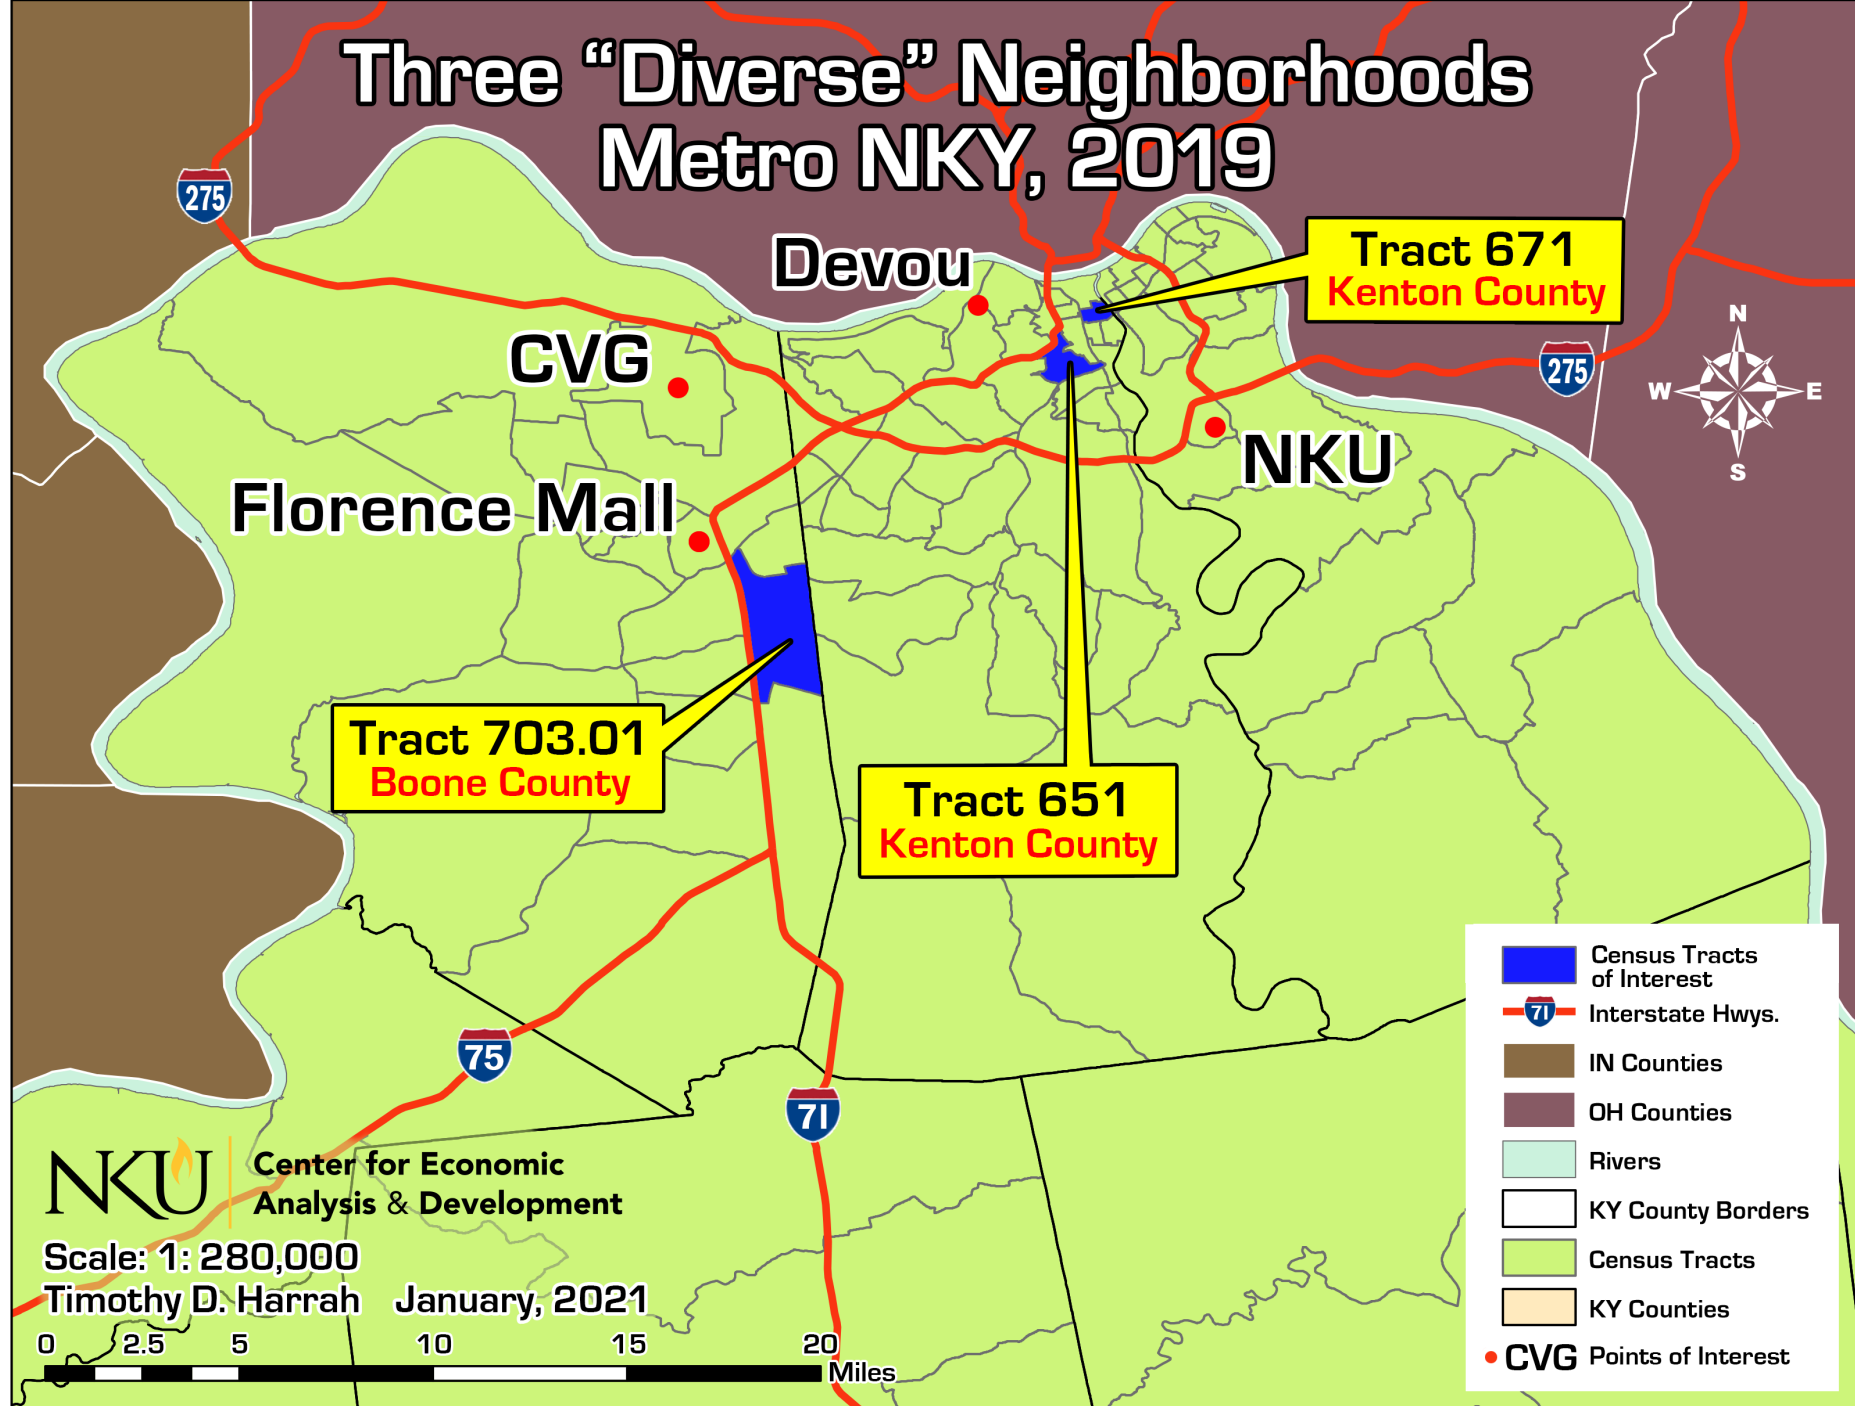 Three “Diverse” Neighborhoods
Metro NKY, 2019
275
Devou
Tract 671
Kenton County
CVG
275
N
W E
S
NKU
Florence Mall
Tract 703.01
Boone County
Tract 651
Kenton County
75
71
Census Tracts
of Interest
71 Interstate Hwys.
IN Counties
OH Counties
Rivers
KY County Borders
Census Tracts
KY Counties
CVG Points of Interest
NKU Center for Economic
Analysis & Development
Scale: 1: 280,000
Timothy D. Harrah January, 2021
0 2.5 5 10 15 20
Miles